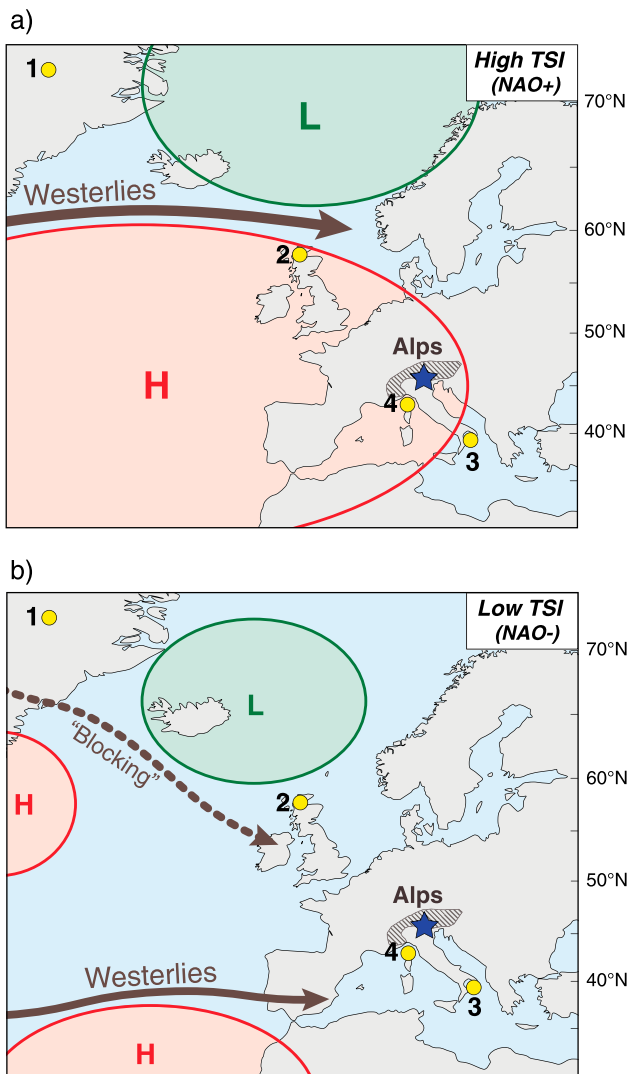 a)
High TSI
(NAO+)
1
L
70°N
Westerlies
60°N
2
50°N
Alps
H
4
40°N
3
b)
Low TSI
(NAO-)
1
70°N
L
"Blocking"
60°N
H
2
50°N
Alps
4
Westerlies
40°N
3
H